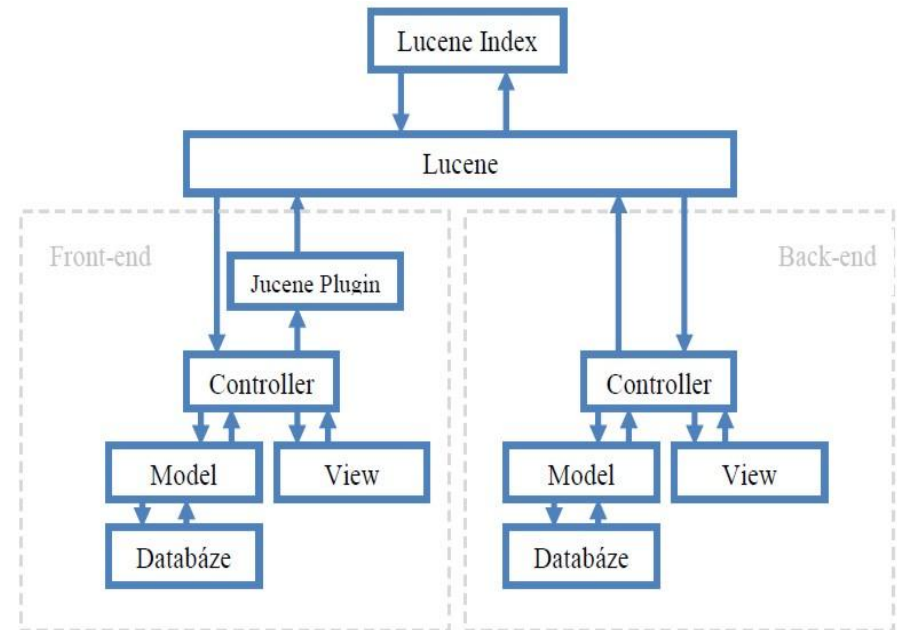 Lucene Index
Lucene
Front-end
Back-end
Jucene Plugin
Controller
Controller
Model
View
Model
View
Databáze
Databáze